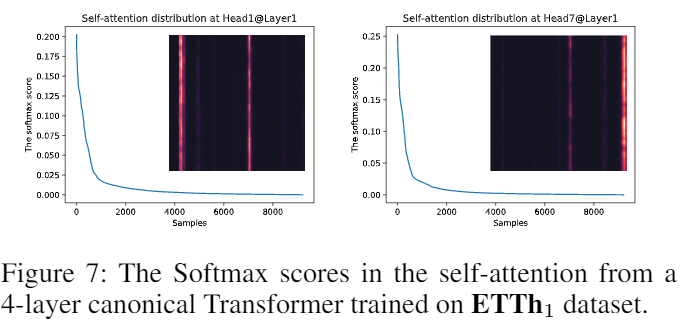 Self-attention distribution at Head1@Layer1
0.200
0.175
0.150
0.125
0.100
0.075
0.050
0.025
0.000
The softmax score
0 2000 4000 6000 8000
Samples
Self-attention distribution at Head7@Layer1
0.25
0.20
0.15
0.10
0.05
0.00
The softmax score
0 2000 4000 6000 8000
Samples
Figure 7: The Softmax scores in the self-attention from a
4-layer canonical Transformer trained on ETTh₁ dataset.